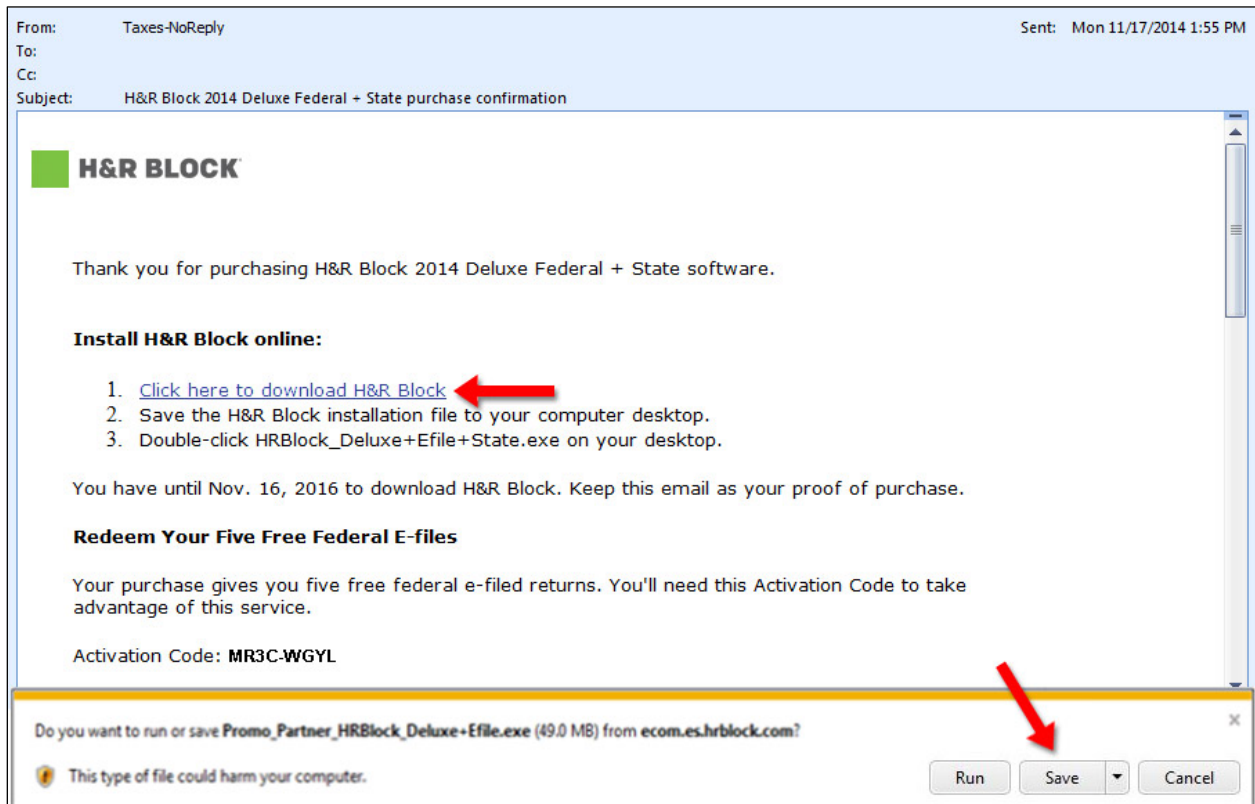 From: Taxes-NoReply Sent: Mon 11/17/2014 1:55 PM
To:
Cc:
Subject: H&R Block 2014 Deluxe Federal + State purchase confirmation
H&R BLOCK
Thank you for purchasing H&R Block 2014 Deluxe Federal + State software.
Install H&R Block online:
1. Click here to download H&R Block
2. Save the H&R Block installation file to your computer desktop.
3. Double-click HRBlock_Deluxe+Efile+State.exe on your desktop.
You have until Nov. 16, 2016 to download H&R Block. Keep this email as your proof of purchase.
Redeem Your Five Free Federal E-files
Your purchase gives you five free federal e-filed returns. You'll need this Activation Code to take
advantage of this service.
Activation Code: MR3C-WGYL
Do you want to run or save Promo_Partner_HRBlock_Deluxe+Efile.exe (49.0 MB) from ecom.es.hrblock.com?
This type of file could harm your computer.
Run Save Cancel